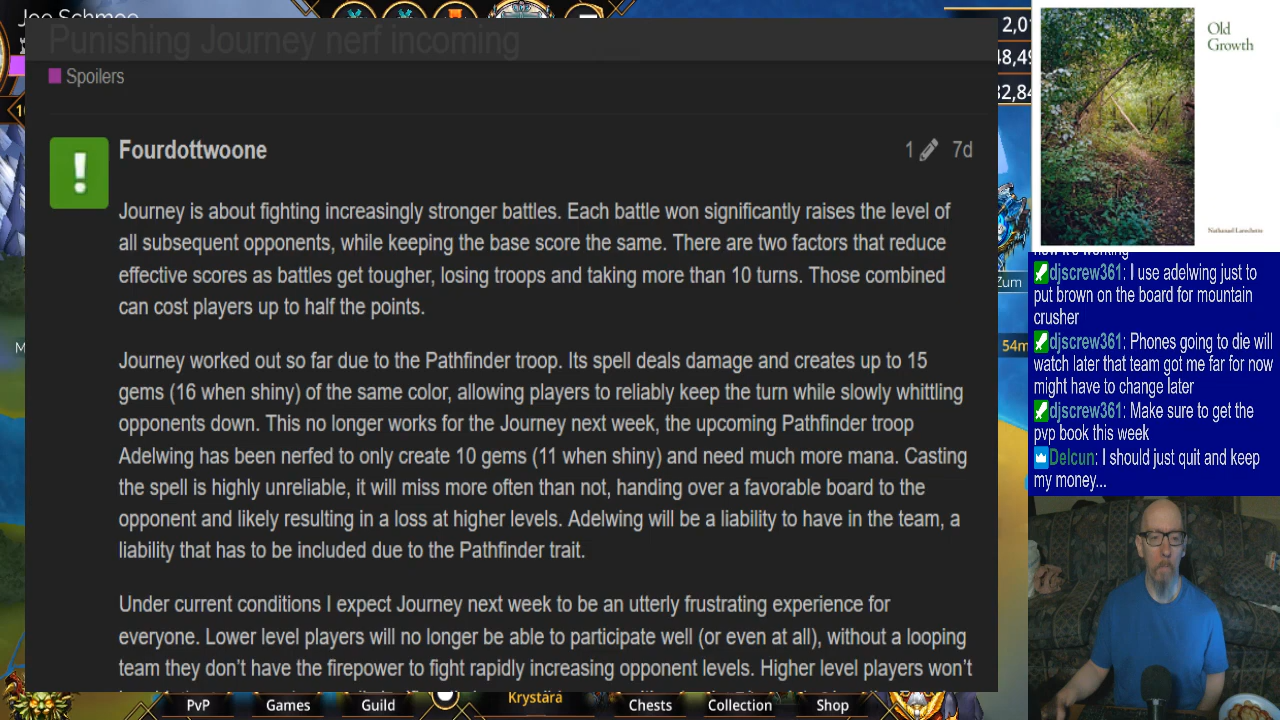 Joe Schmoe
Punishing Journey nerf incoming
Spoilers
Fourdottwoone
1
7d
Journey is about fighting increasingly stronger battles. Each battle won significantly raises the level of
all subsequent opponents, while keeping the base score the same. There are two factors that reduce
effective scores as battles get tougher, losing troops and taking more than 10 turns. Those combined
can cost players up to half the points.
Journey worked out so far due to the Pathfinder troop. Its spell deals damage and creates up to 15
gems (16 when shiny) of the same color, allowing players to reliably keep the turn while slowly whittling
opponents down. This no longer works for the Journey next week, the upcoming Pathfinder troop
Adelwing has been nerfed to only create 10 gems (11 when shiny) and need much more mana. Casting
the spell is highly unreliable, it will miss more often than not, handing over a favorable board to the
opponent and likely resulting in a loss at higher levels. Adelwing will be a liability to have in the team, a
liability that has to be included due to the Pathfinder trait.
Under current conditions I expect Journey next week to be an utterly frustrating experience for
everyone. Lower level players will no longer be able to participate well (or even at all), without a looping
team they don't have the firepower to fight rapidly increasing opponent levels. Higher level players won't
PvP
Games
Guild
Krystara
Chests
Collection
Shop
2,01
48,49
32,84
Zum
54m
Old
Growth
now it's working
djscrew361: I use adelwing just to
put brown on the board for mountain
crusher
djscrew361: Phones going to die will
watch later that team got me far for now
might have to change later
djscrew361: Make sure to get the
pvp book this week
Delcun: I should just quit and keep
my money...